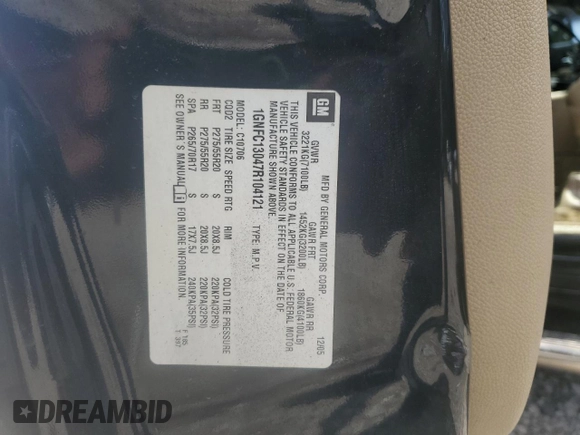 GM
MFD BY GENERAL MOTORS CORP. 12/05
GVWR GAWR FRT GAWR RR
3221KG(7100LB) 1452KG(3200LB) 1860KG(4100LB)
THIS VEHICLE CONFORMS TO ALL APPLICABLE U.S. FEDERAL MOTOR
VEHICLE SAFETY STANDARDS IN EFFECT ON THE DATE OF
MANUFACTURE SHOWN ABOVE.
1GNFC13047R104121 TYPE: M.P.V.
MODEL: C10706
CQD2 TIRE SIZE SPEED RTG RIM COLD TIRE PRESSURE
FRT P275/55R20 S 20X8.5J 220KPA(32PSI)
RR P275/55R20 S 20X8.5J 220KPA(32PSI)
SPA P265/70R17 S 17X7.5J 240KPA(35PSI)
SEE OWNER'S MANUAL i FOR MORE INFORMATION.
DREAMBID